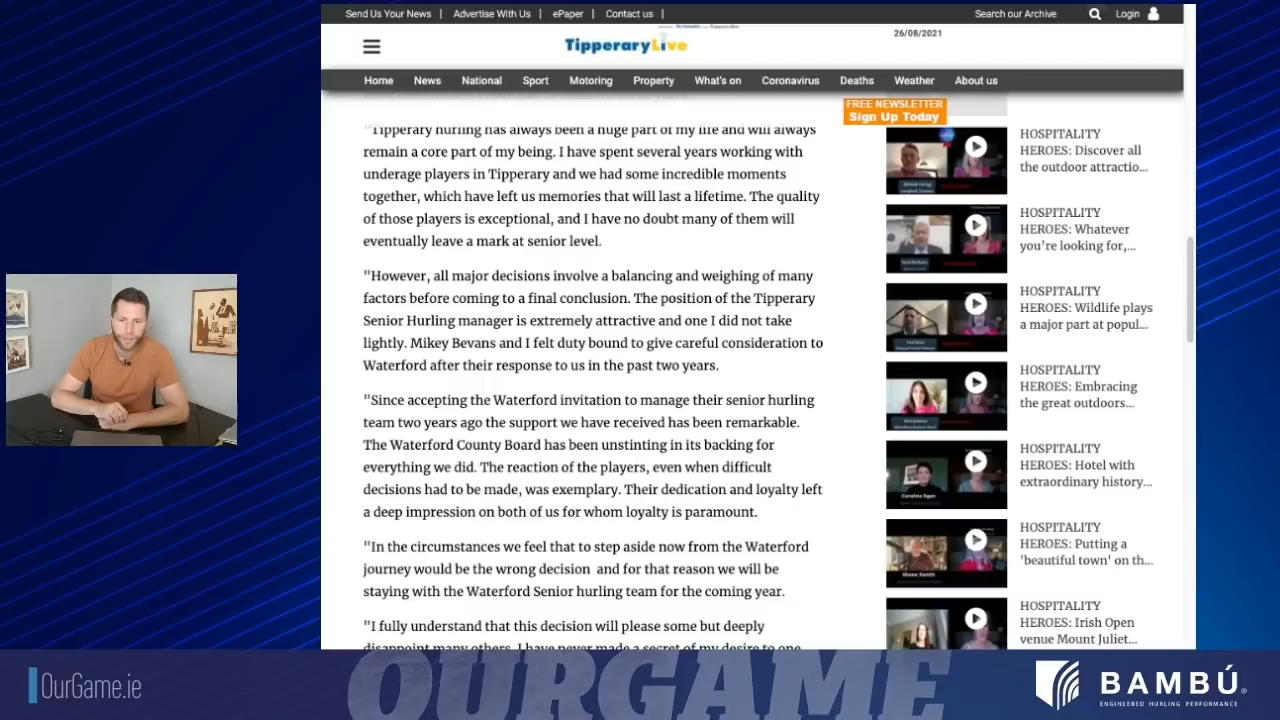 Send Us Your News | Advertise With Us | ePaper | Contact us |
Search our Archive
Login
TipperaryLive
26/08/2021
Home News National Sport Motoring Property What's on Coronavirus Deaths Weather About us
FREE NEWSLETTER
Sign Up Today
"Tipperary hurling has always been a huge part of my life and will always
remain a core part of my being. I have spent several years working with
underage players in Tipperary and we had some incredible moments
together, which have left us memories that will last a lifetime. The quality
of those players is exceptional, and I have no doubt many of them will
eventually leave a mark at senior level.
"However, all major decisions involve a balancing and weighing of many
factors before coming to a final conclusion. The position of the Tipperary
Senior Hurling manager is extremely attractive and one I did not take
lightly. Mikey Bevans and I felt duty bound to give careful consideration to
Waterford after their response to us in the past two years.
"Since accepting the Waterford invitation to manage their senior hurling
team two years ago the support we have received has been remarkable.
The Waterford County Board has been unstinting in its backing for
everything we did. The reaction of the players, even when difficult
decisions had to be made, was exemplary. Their dedication and loyalty left
a deep impression on both of us for whom loyalty is paramount.
"In the circumstances we feel that to step aside now from the Waterford
journey would be the wrong decision and for that reason we will be
staying with the Waterford Senior hurling team for the coming year.
"I fully understand that this decision will please some but deeply
disappoint many others. I have never made a secret of my desire to one
HOSPITALITY
HEROES: Discover all
the outdoor attractio...
HOSPITALITY
HEROES: Whatever
you're looking for,...
HOSPITALITY
HEROES: Wildlife plays
a major part at popul...
HOSPITALITY
HEROES: Embracing
the great outdoors...
HOSPITALITY
HEROES: Hotel with
extraordinary history...
HOSPITALITY
HEROES: Putting a
'beautiful town' on th...
HOSPITALITY
HEROES: Irish Open
venue Mount Juliet...
OurGame.ie
OURGAME
BAMBÚ®
ENGINEERED HURLING PERFORMANCE